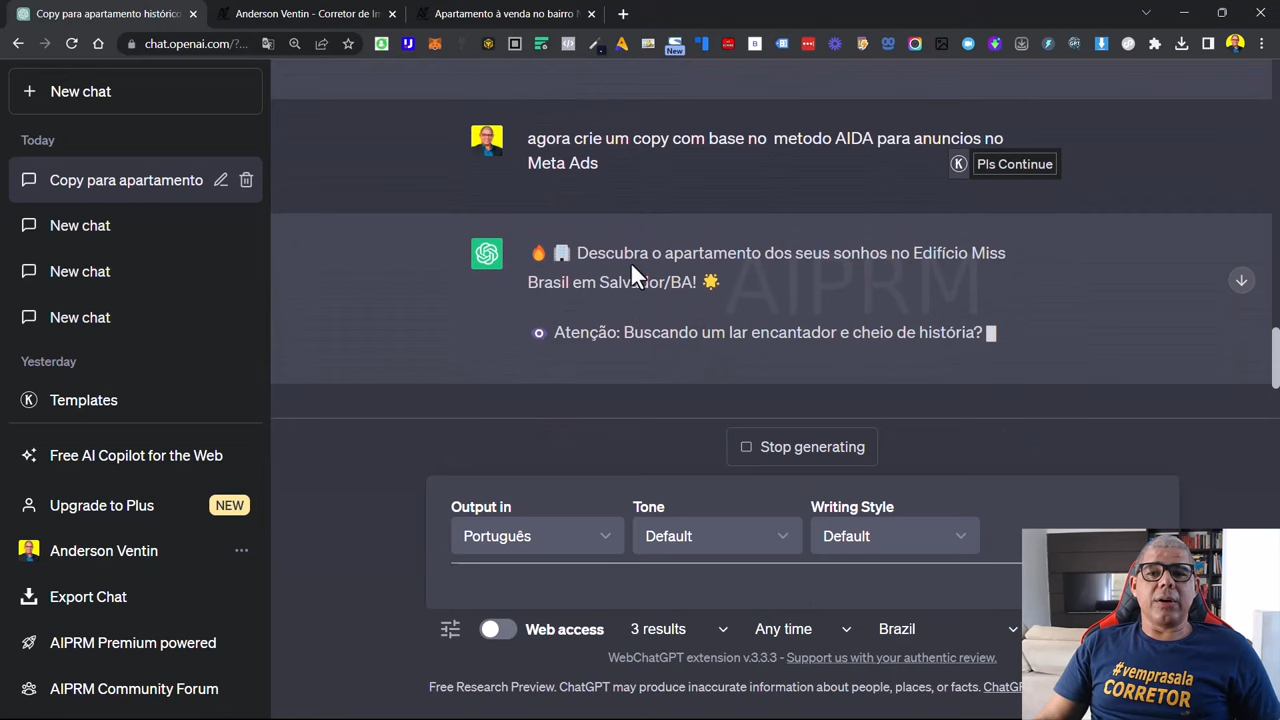 Copy para apartamento histórico
Anderson Ventin - Corretor de Im
Apartamento à venda no bairro
chat.openai.com/?...
New
New chat
Today
Copy para apartamento
New chat
New chat
New chat
Yesterday
Templates
Free AI Copilot for the Web
Upgrade to Plus
NEW
Anderson Ventin
Export Chat
AIPRM Premium powered
AIPRM Community Forum
agora crie um copy com base no metodo AIDA para anuncios no
Meta Ads
K
Pls Continue
🔥 🏢 Descubra o apartamento dos seus sonhos no Edifício Miss
Brasil em Salvador/BA! 🌟
AIPRM
Atenção: Buscando um lar encantador e cheio de história?
Stop generating
Output in
Tone
Writing Style
Português
Default
Default
Web access
3 results
Any time
Brazil
WebChatGPT extension v.3.3.3 - Support us with your authentic review.
Free Research Preview. ChatGPT may produce inaccurate information about people, places, or facts.
#vemprasala
CORRETOR